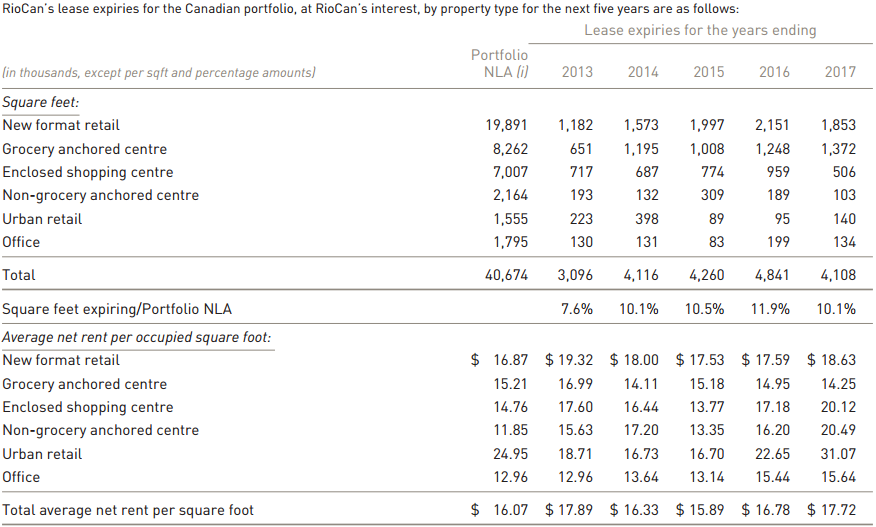 RioCan's lease expiries for the Canadian portfolio, at RioCan's interest, by property type for the next five years are as follows:
Lease expiries for the years ending
Portfolio
(in thousands, except per sqft and percentage amounts) NLA (i) 2013 2014 2015 2016 2017
Square feet:
New format retail 19,891 1,182 1,573 1,997 2,151 1,853
Grocery anchored centre 8,262 651 1,195 1,008 1,248 1,372
Enclosed shopping centre 7,007 717 687 774 959 506
Non-grocery anchored centre 2,164 193 132 309 189 103
Urban retail 1,555 223 398 89 95 140
Office 1,795 130 131 83 199 134
Total 40,674 3,096 4,116 4,260 4,841 4,108
Square feet expiring/Portfolio NLA 7.6% 10.1% 10.5% 11.9% 10.1%
Average net rent per occupied square foot:
New format retail $ 16.87 $ 19.32 $ 18.00 $ 17.53 $ 17.59 $ 18.63
Grocery anchored centre 15.21 16.99 14.11 15.18 14.95 14.25
Enclosed shopping centre 14.76 17.60 16.44 13.77 17.18 20.12
Non-grocery anchored centre 11.85 15.63 17.20 13.35 16.20 20.49
Urban retail 24.95 18.71 16.73 16.70 22.65 31.07
Office 12.96 12.96 13.64 13.14 15.44 15.64
Total average net rent per square foot $ 16.07 $ 17.89 $ 16.33 $ 15.89 $ 16.78 $ 17.72